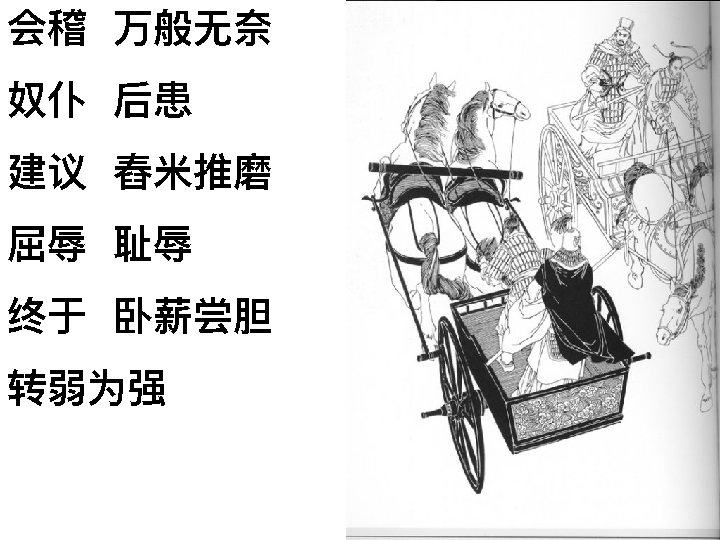 会稽 万般无奈
奴仆 后患
建议 舂米推磨
屈辱 耻辱
终于 卧薪尝胆
转弱为强